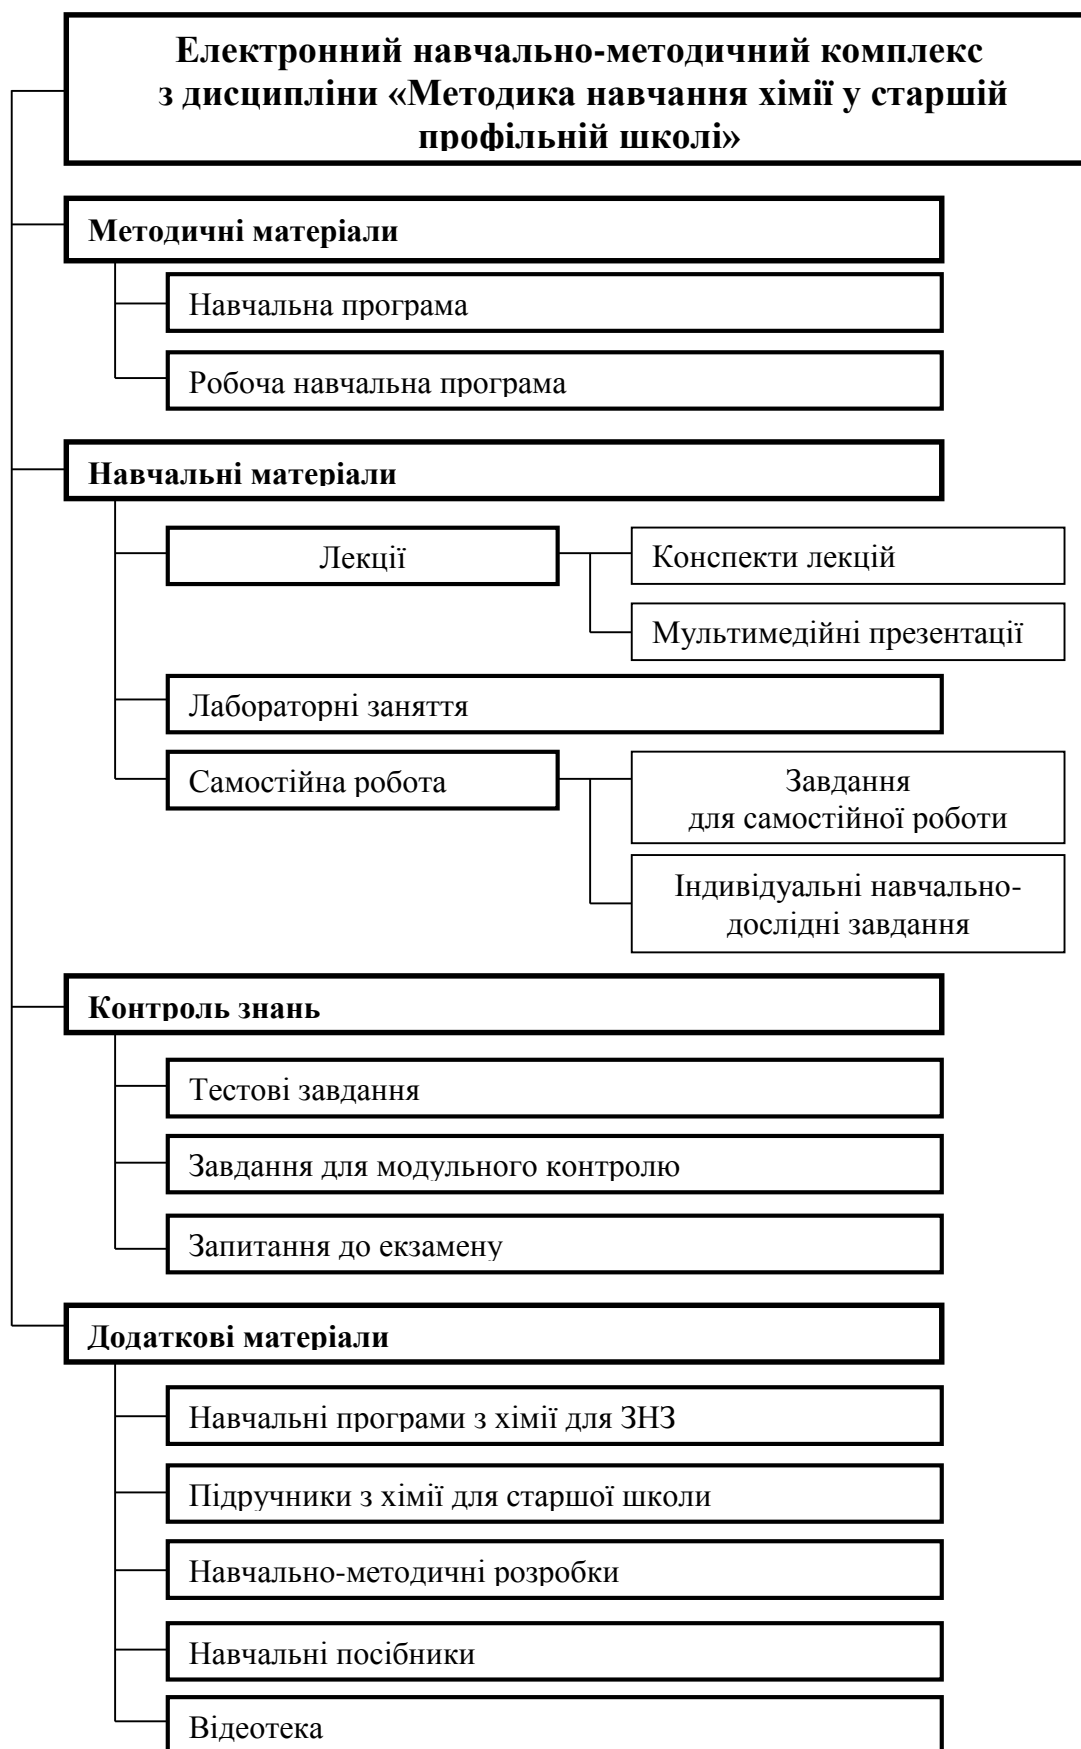 Електронний навчально-методичний комплекс
з дисципліни «Методика навчання хімії у старшій
профільній школі»
Методичні матеріали
Навчальна програма
Робоча навчальна програма
Навчальні матеріали
Лекції
Конспекти лекцій
Мультимедійні презентації
Лабораторні заняття
Самостійна робота
Завдання
для самостійної роботи
Індивідуальні навчально-
дослідні завдання
Контроль знань
Тестові завдання
Завдання для модульного контролю
Запитання до екзамену
Додаткові матеріали
Навчальні програми з хімії для ЗНЗ
Підручники з хімії для старшої школи
Навчально-методичні розробки
Навчальні посібники
Відеотека